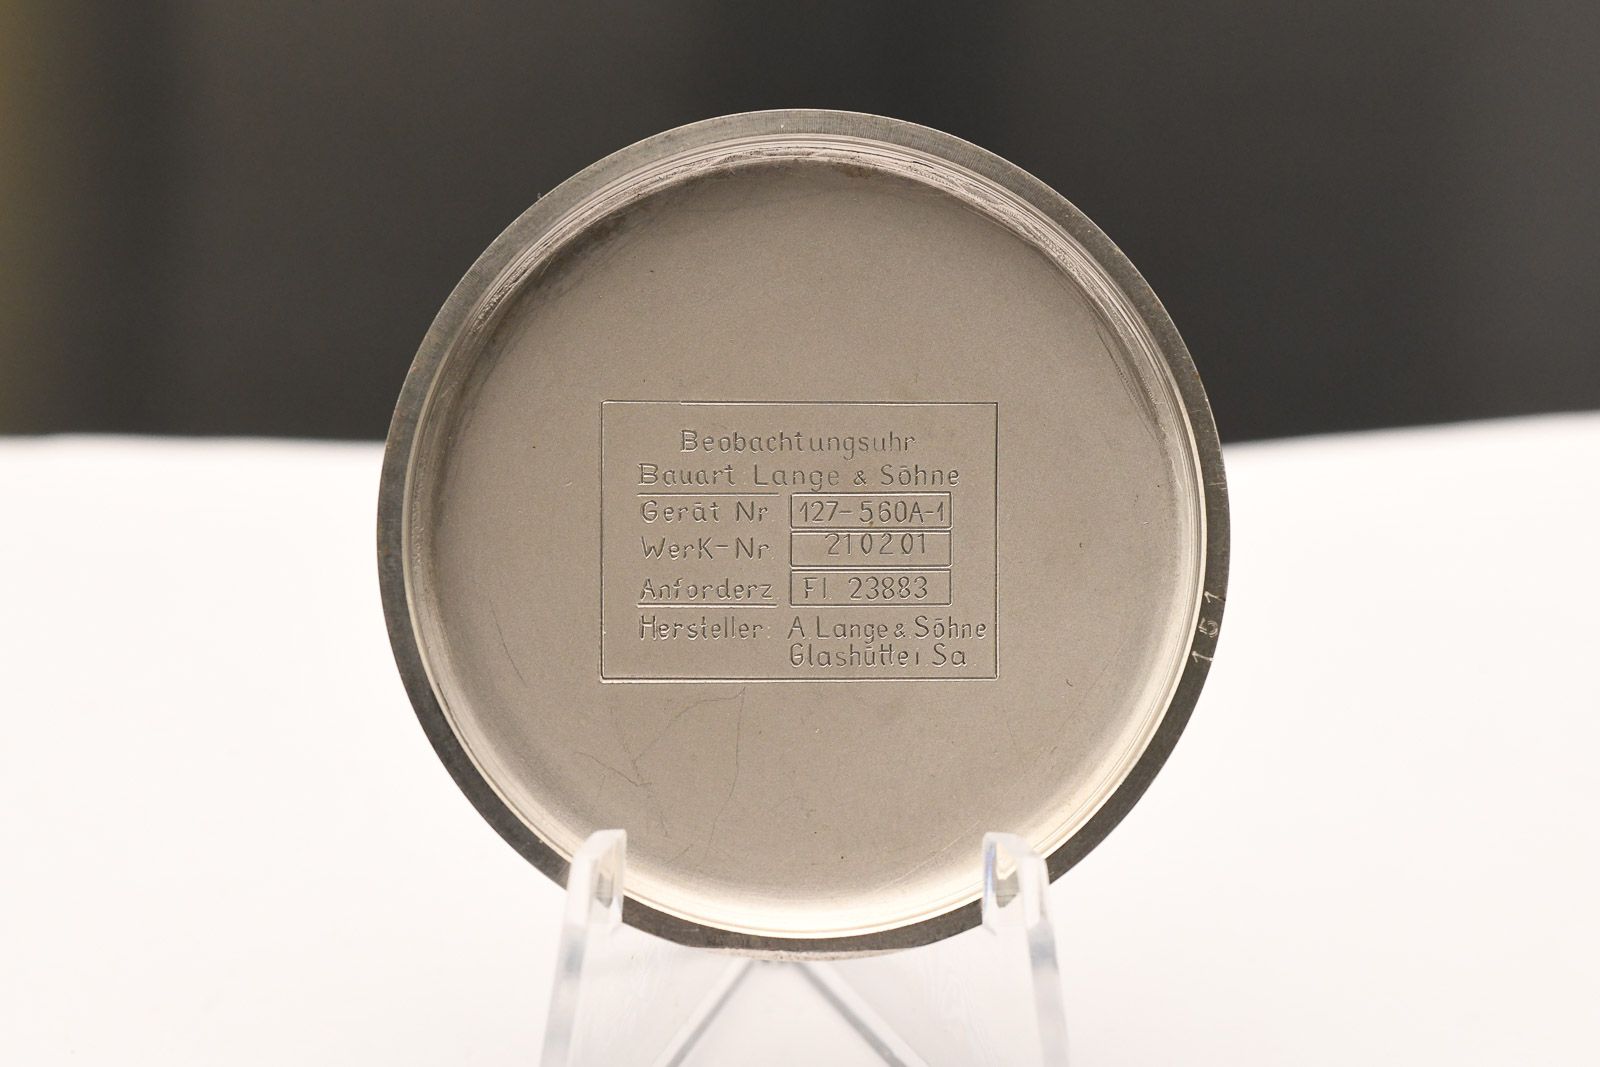 Beobachtungsuhr
Bauart Lange & Söhne
Gerät Nr 127-560A-1
Werk-Nr 210201
Anforderz Fl. 23883
Hersteller: A. Lange & Söhne
Glashütte i. Sa.
151